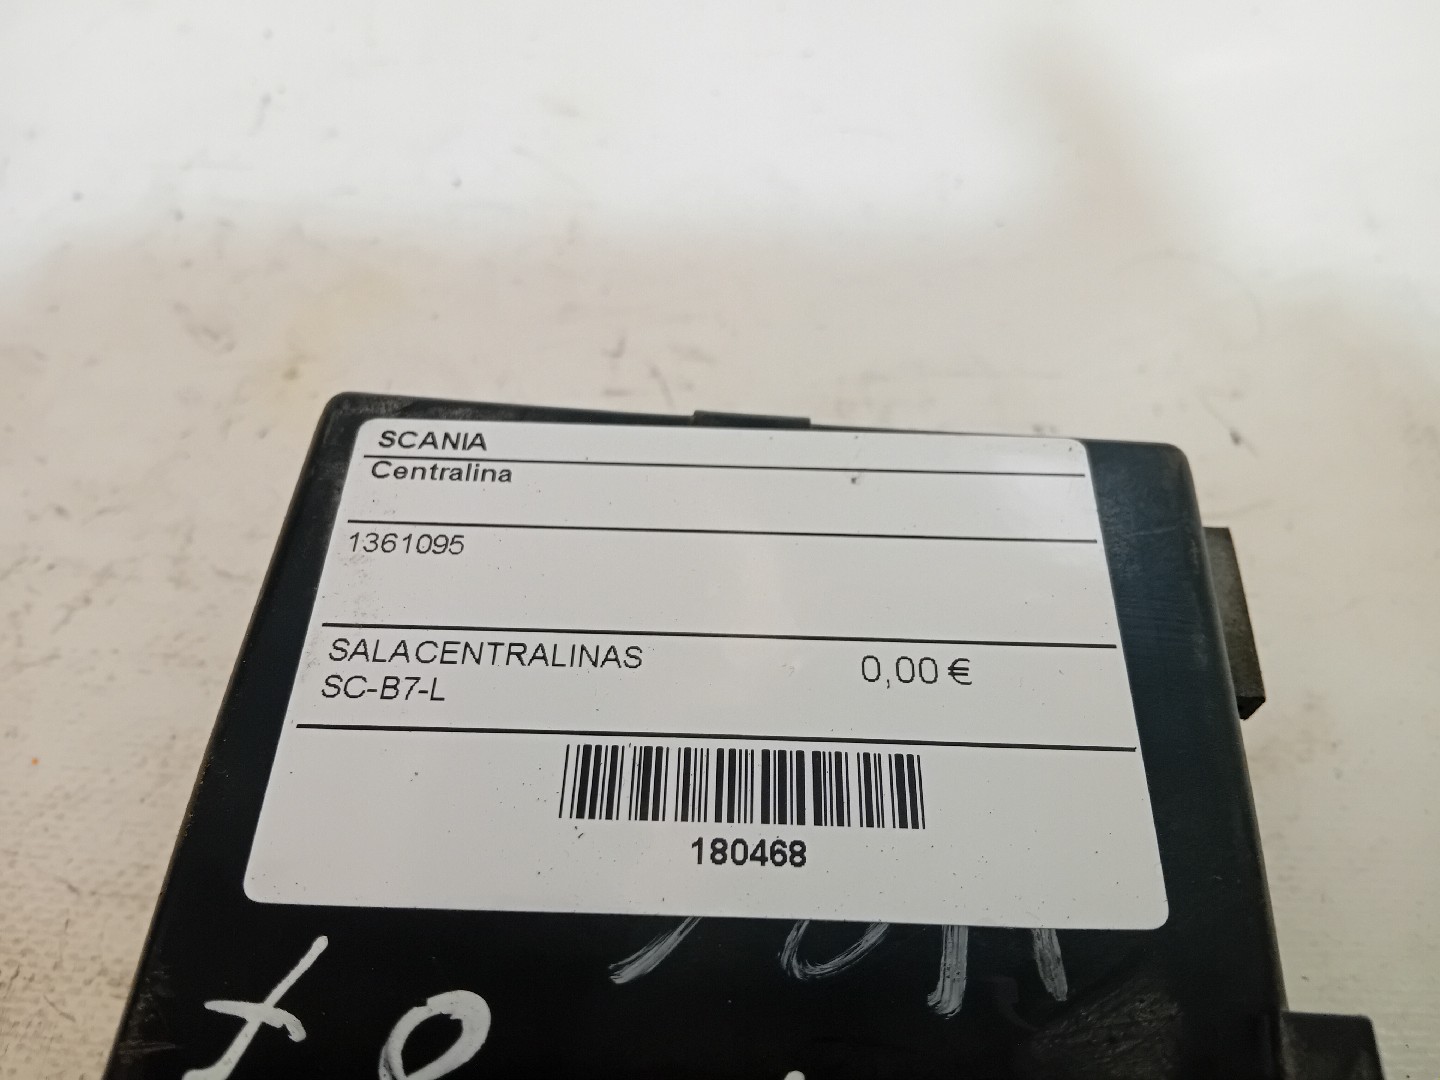 SCANIA
Centralina
1361095
SALACENTRALINAS
0,00 €
SC-B7-L
180468